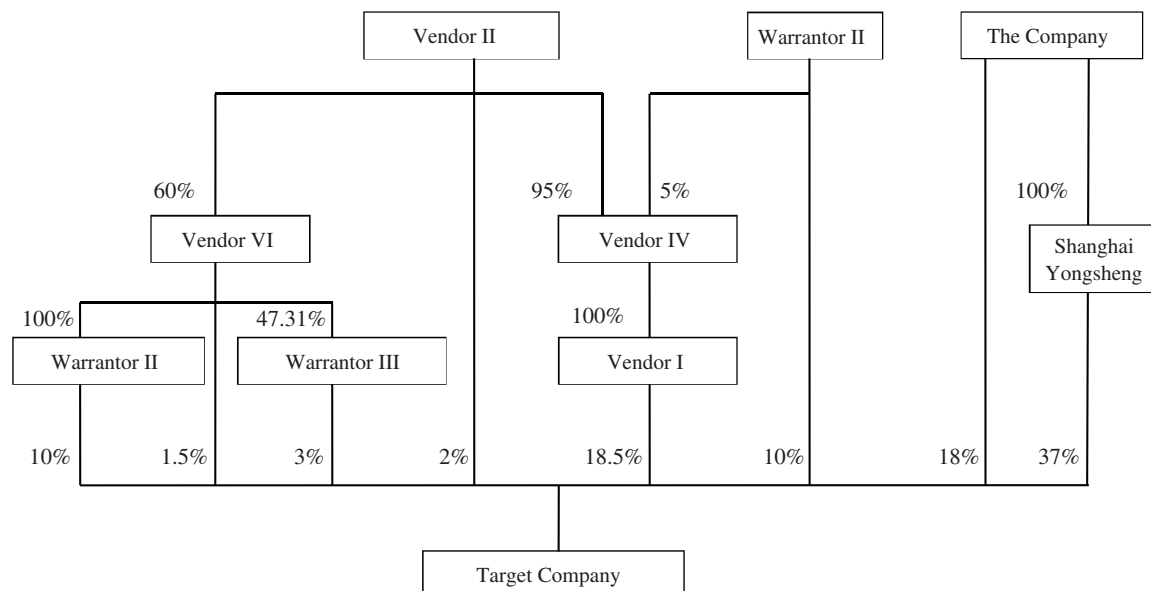 Vendor II
Warrantor II
The Company
60%
95%
5%
100%
Vendor VI
Vendor IV
Shanghai
Yongsheng
100%
47.31%
100%
Warrantor II
Warrantor III
Vendor I
10%
1.5%
3%
2%
18.5%
10%
18%
37%
Target Company